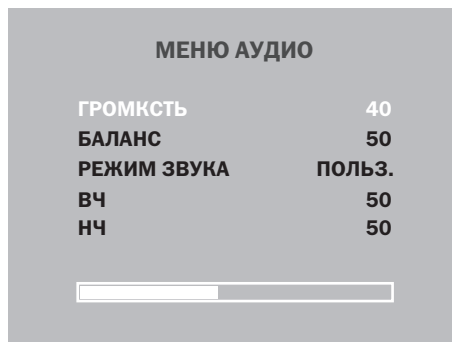 МЕНЮ АУДИО
ГРОМКСТЬ 40
БАЛАНС 50
РЕЖИМ ЗВУКА ПОЛЬЗ.
ВЧ 50
НЧ 50